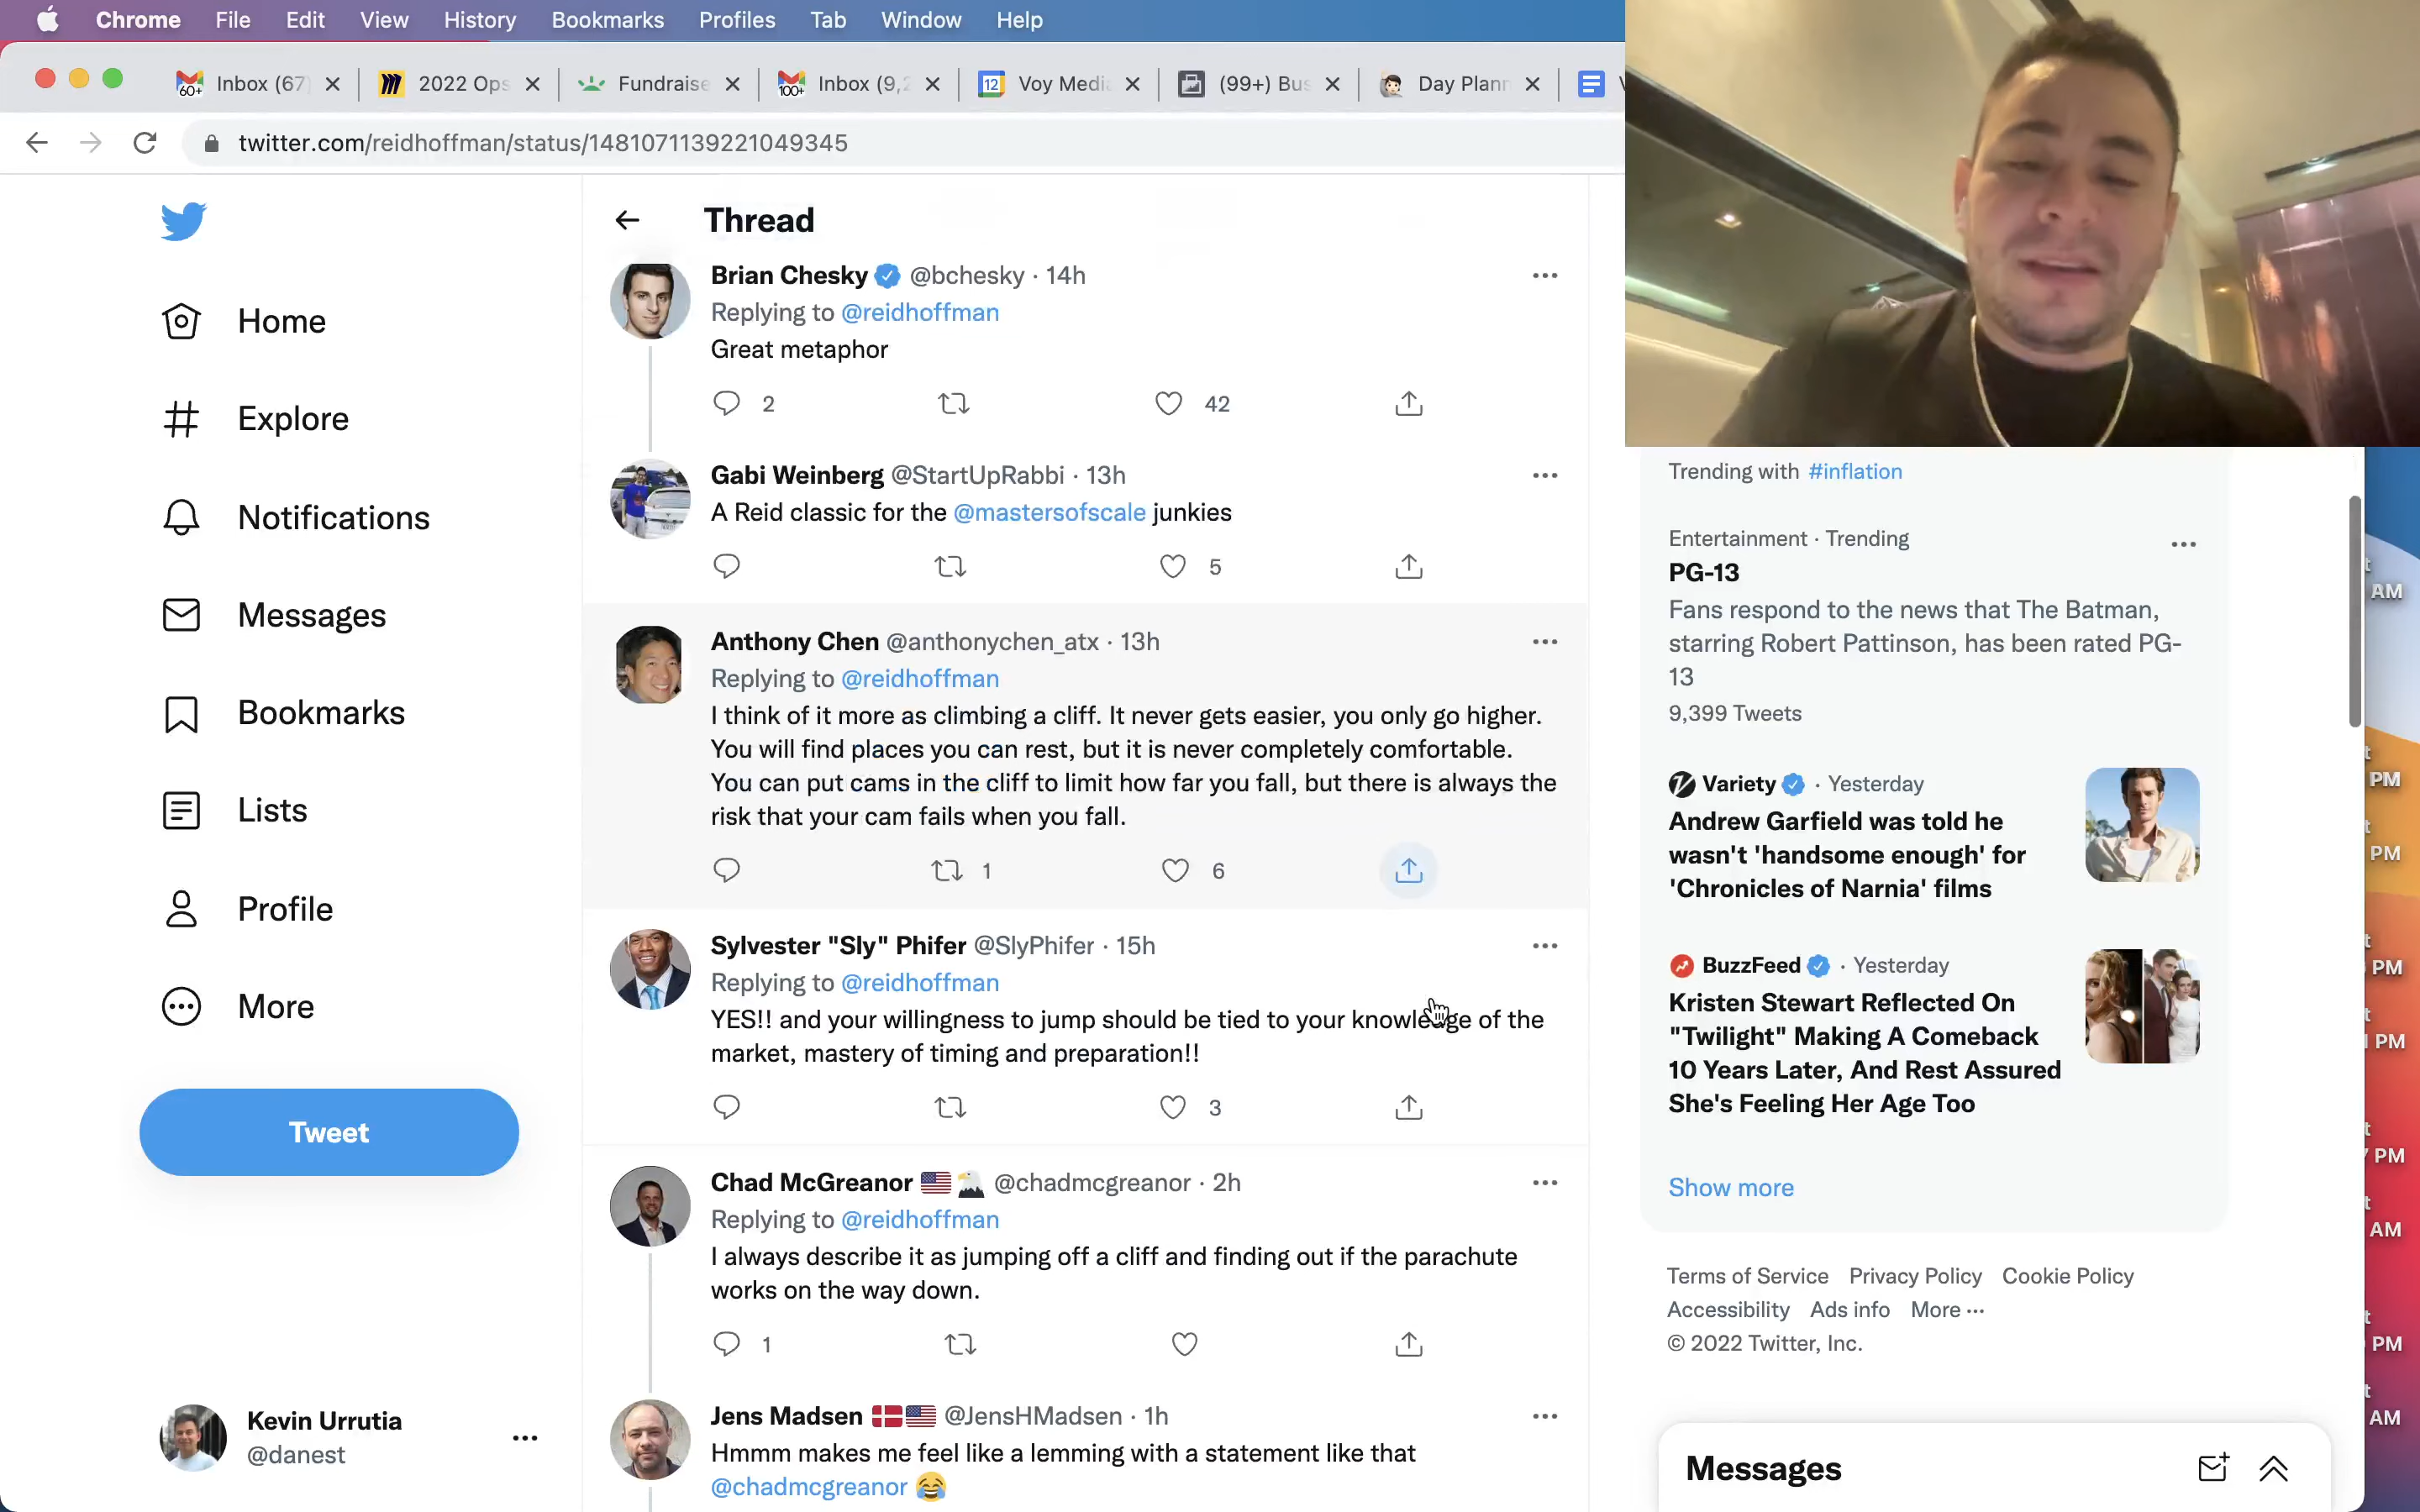 Chrome File Edit View History Bookmarks Profiles Tab Window Help
60+ Inbox (67) 2022 Ops Fundraise 100+ Inbox (9,2 12 Voy Media (99+) Bus Day Plann
twitter.com/reidhoffman/status/1481071139221049345
Home
Explore
Notifications
Messages
Bookmarks
Lists
Profile
More
Tweet
Kevin Urrutia
@danest
Thread
Brian Chesky @bchesky · 14h
Replying to @reidhoffman
Great metaphor
2 42
Gabi Weinberg @StartUpRabbi · 13h
A Reid classic for the @mastersofscale junkies
5
Anthony Chen @anthonychen_atx · 13h
Replying to @reidhoffman
I think of it more as climbing a cliff. It never gets easier, you only go higher.
You will find places you can rest, but it is never completely comfortable.
You can put cams in the cliff to limit how far you fall, but there is always the
risk that your cam fails when you fall.
1 6
Sylvester "Sly" Phifer @SlyPhifer · 15h
Replying to @reidhoffman
YES!! and your willingness to jump should be tied to your knowledge of the
market, mastery of timing and preparation!!
3
Chad McGreanor 🇺🇸🦅 @chadmcgreanor · 2h
Replying to @reidhoffman
I always describe it as jumping off a cliff and finding out if the parachute
works on the way down.
1
Jens Madsen 🇩🇰🇺🇸 @JensHMadsen · 1h
Hmmm makes me feel like a lemming with a statement like that
@chadmcgreanor 😂
Trending with #inflation
Entertainment · Trending
PG-13
Fans respond to the news that The Batman,
starring Robert Pattinson, has been rated PG-
13
9,399 Tweets
Variety · Yesterday
Andrew Garfield was told he
wasn't 'handsome enough' for
'Chronicles of Narnia' films
BuzzFeed · Yesterday
Kristen Stewart Reflected On
"Twilight" Making A Comeback
10 Years Later, And Rest Assured
She's Feeling Her Age Too
Show more
Terms of Service Privacy Policy Cookie Policy
Accessibility Ads info More ···
© 2022 Twitter, Inc.
Messages
AM
PM
PM
PM
PM
PM
AM
PM
AM